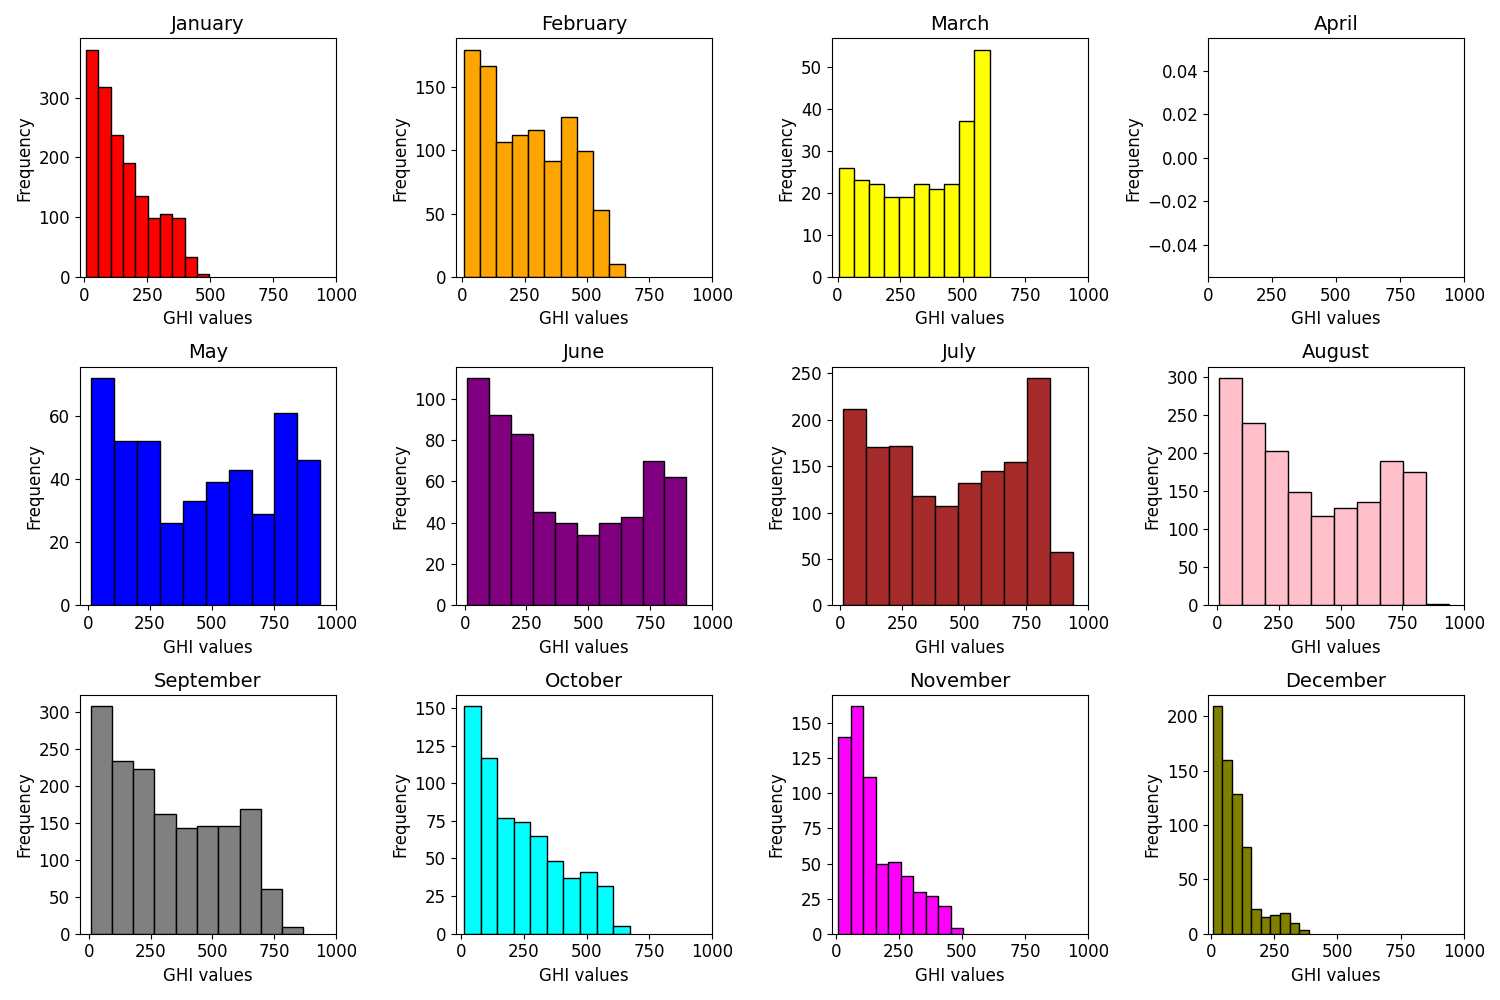 January February March April
Frequency 300 200 100 0
0 250 500 750 1000
GHI values
Frequency 150 100 50 0
0 250 500 750 1000
GHI values
Frequency 50 40 30 20 10 0
0 250 500 750 1000
GHI values
Frequency 0.04 0.02 0.00 −0.02 −0.04
0 250 500 750 1000
GHI values
May June July August
Frequency 60 40 20 0
0 250 500 750 1000
GHI values
Frequency 100 80 60 40 20 0
0 250 500 750 1000
GHI values
Frequency 250 200 150 100 50 0
0 250 500 750 1000
GHI values
Frequency 300 250 200 150 100 50 0
0 250 500 750 1000
GHI values
September October November December
Frequency 300 250 200 150 100 50 0
0 250 500 750 1000
GHI values
Frequency 150 125 100 75 50 25 0
0 250 500 750 1000
GHI values
Frequency 150 125 100 75 50 25 0
0 250 500 750 1000
GHI values
Frequency 200 150 100 50 0
0 250 500 750 1000
GHI values